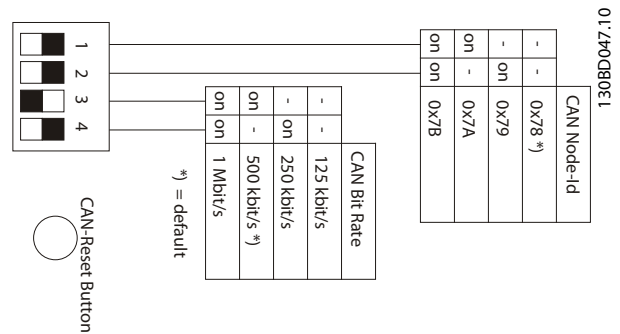 130BD047.10
CAN Node-Id
- - 0x78 *)
- on 0x79
on - 0x7A
on on 0x7B
CAN Bit Rate
- - 125 kbit/s
- on 250 kbit/s
on - 500 kbit/s *)
on on 1 Mbit/s
*) = default
1 2 3 4
CAN-Reset Button